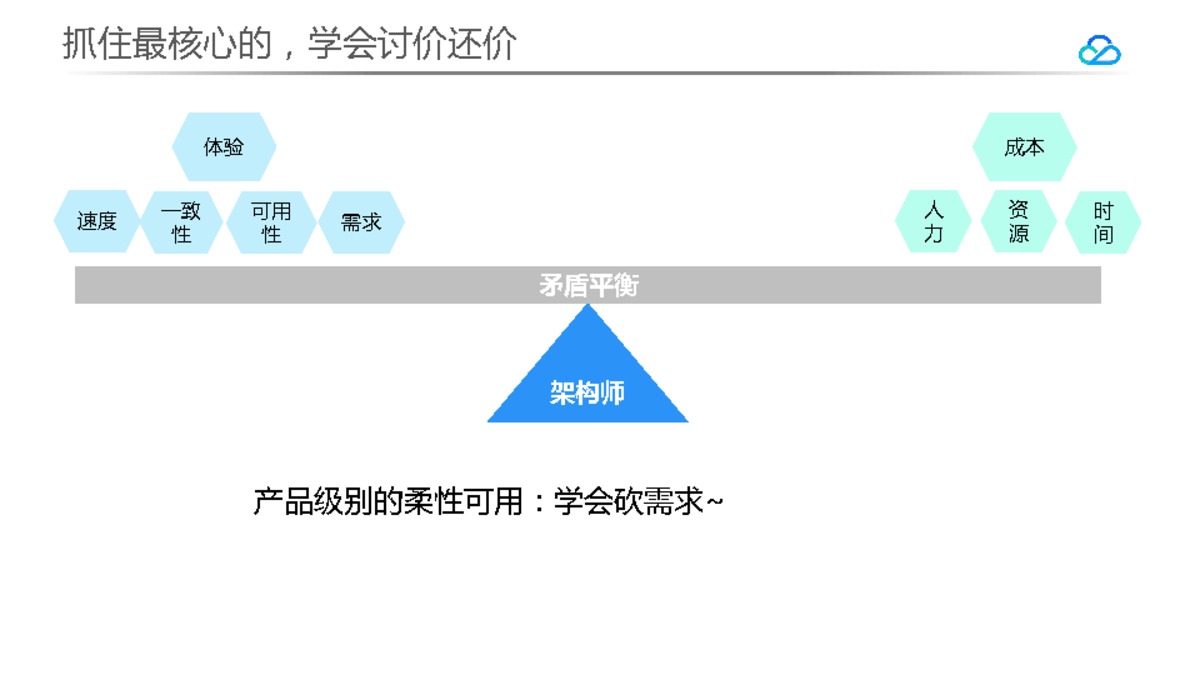 抓住最核心的，学会讨价还价
体验
成本
速度
一致
性
可用
性
需求
人
力
资
源
时
间
矛盾平衡
架构师
产品级别的柔性可用：学会砍需求~